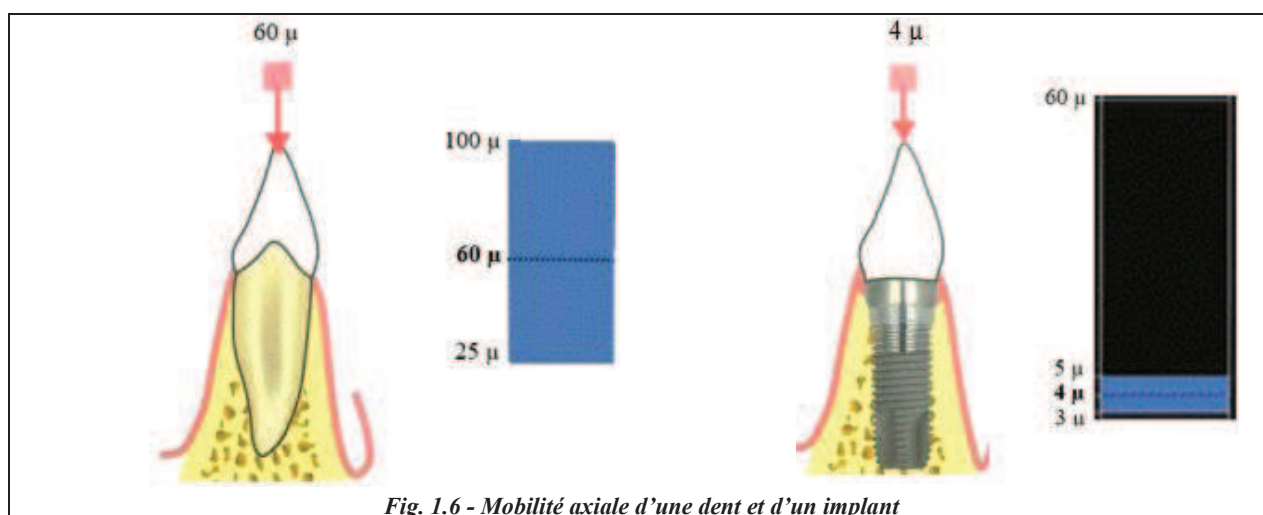 60 µ
4 µ
100 µ
60 µ
25 µ
60 µ
5 µ
4 µ
3 µ
Fig. 1.6 - Mobilité axiale d’une dent et d’un implant